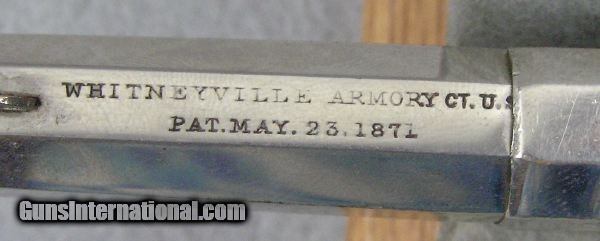 WHITNEYVILLE ARMORY CT. U.S
PAT. MAY. 23. 1871
GunsInternational.com